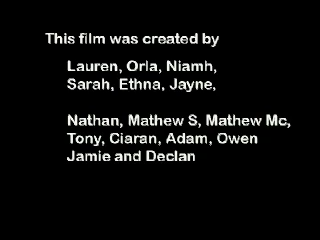 This film was created by
Lauren, Orla, Niamh,
Sarah, Ethna, Jayne,
Nathan, Mathew S, Mathew Mc,
Tony, Ciaran, Adam, Owen
Jamie and Declan